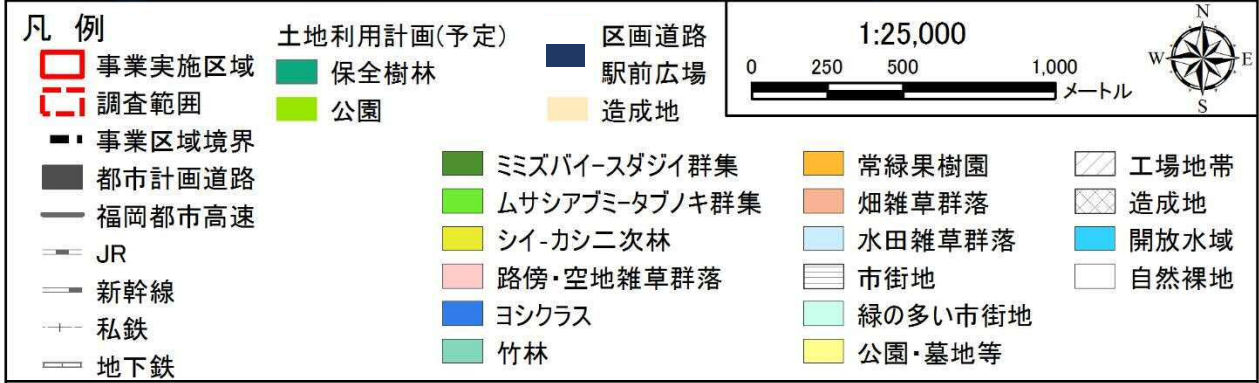 凡 例
事業実施区域
調査範囲
事業区域境界
都市計画道路
福岡都市高速
JR
新幹線
私鉄
地下鉄
土地利用計画(予定)
保全樹林
公園
区画道路
駅前広場
造成地
1:25,000
0 250 500 1,000
メートル
N
W E
S
ミミズバイースダジイ群集
ムサシアブミータブノキ群集
シイ-カシ二次林
路傍・空地雑草群落
ヨシクラス
竹林
常緑果樹園
畑雑草群落
水田雑草群落
市街地
緑の多い市街地
公園・墓地等
工場地帯
造成地
開放水域
自然裸地